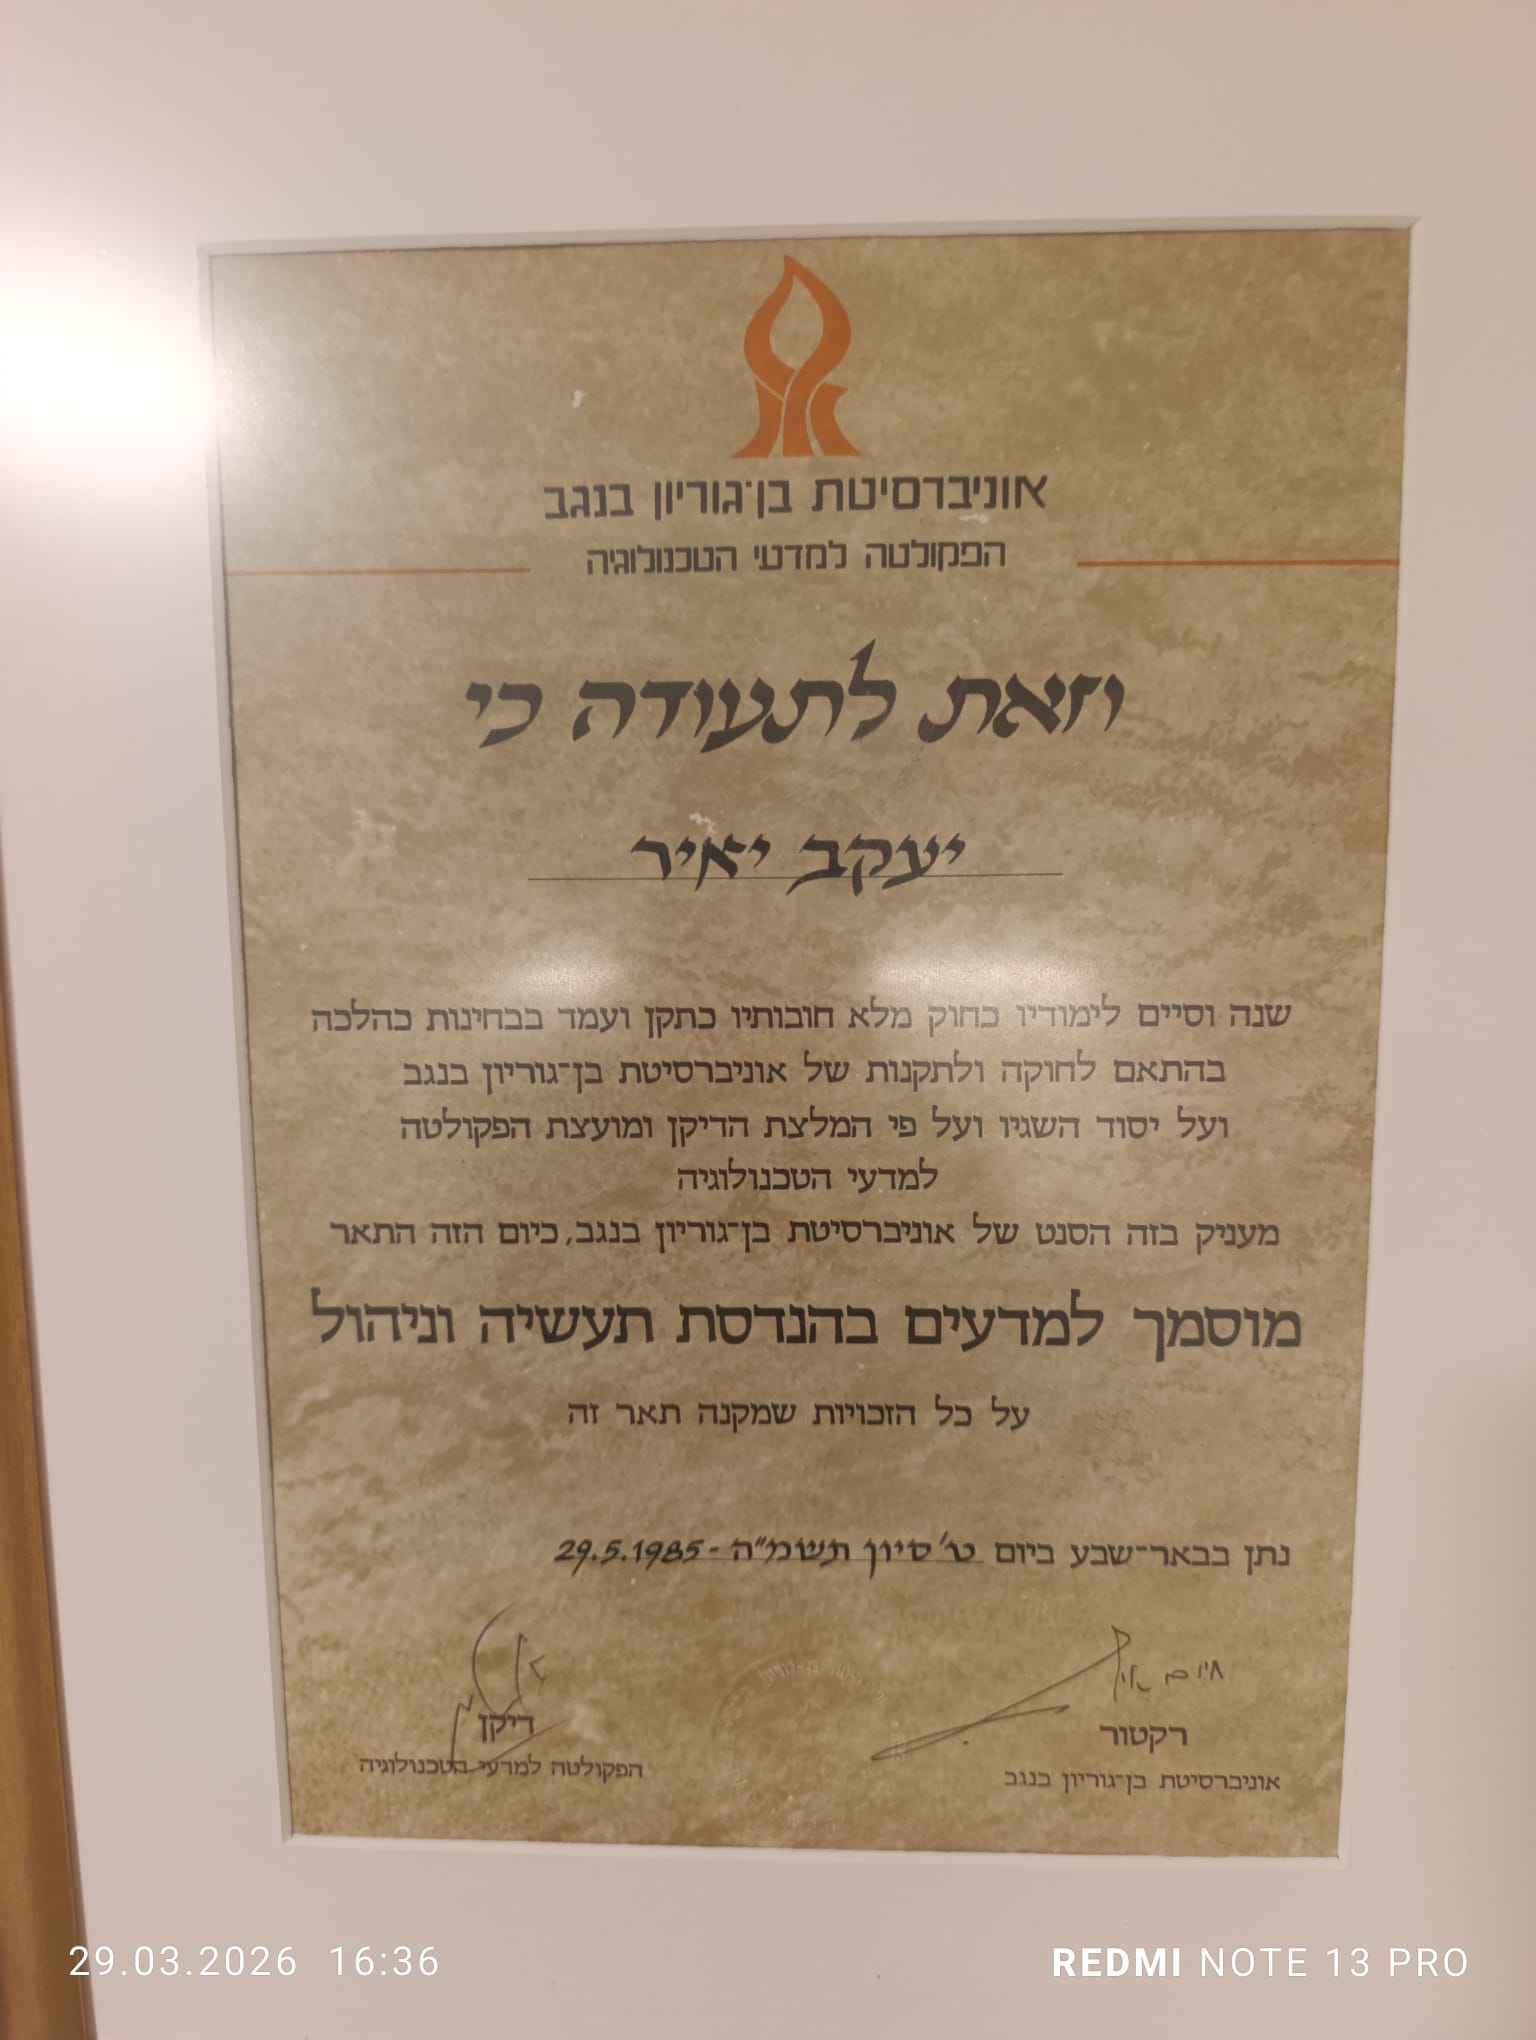 אוניברסיטת בן־גוריון בנגב
הפקולטה למדעי הטכנולוגיה
וזאת לתעודה כי
יעקב יאיר
שנה וסיים לימודיו כחוק מלא חובותיו כתקן ועמד בבחינות כהלכה
בהתאם לחוקה ולתקנות של אוניברסיטת בן־גוריון בנגב
ועל יסוד השגיו ועל פי המלצת הדיקן ומועצת הפקולטה
למדעי הטכנולוגיה
מעניק בזה הסנט של אוניברסיטת בן־גוריון בנגב, כיום הזה התאר
מוסמך למדעים בהנדסת תעשיה וניהול
על כל הזכויות שמקנה תאר זה
נתן בבאר־שבע ביום ט' סיון תשמ"ה - 29.5.1985
חיים
רקטור
אוניברסיטת בן־גוריון בנגב
דיקן
הפקולטה למדעי הטכנולוגיה
29.03.2026 16:36
REDMI NOTE 13 PRO